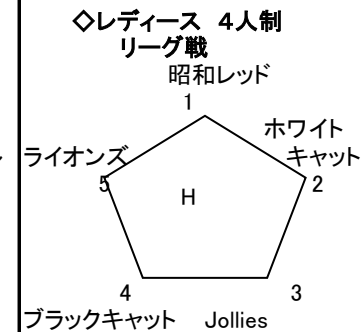 ◇レディース 4人制
リーグ戦
昭和レッド
1
ホワイト
キャット
2
ライオンズ
5
H
4
3
ブラックキャット
Jollies